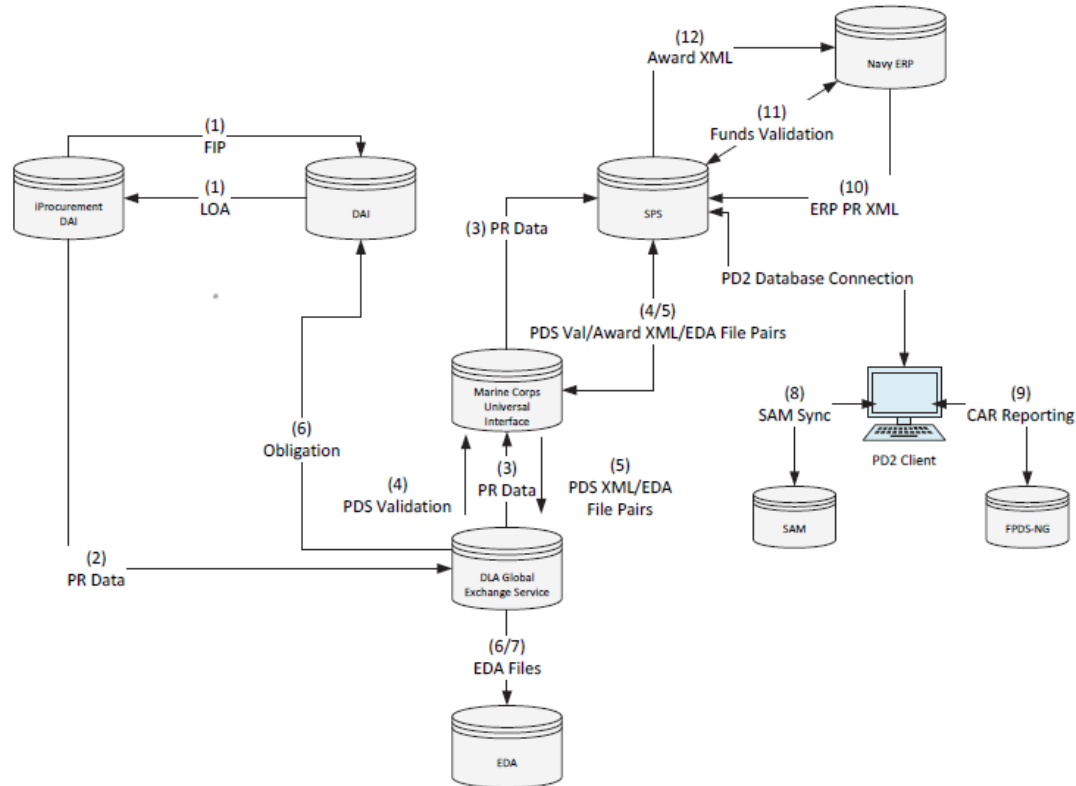 (12)
Award XML
Navy ERP
(11)
Funds Validation
(1)
FIP
iProcurement
DAI
(1)
LOA
DAI
SPS
(10)
ERP PR XML
(3) PR Data
PD2 Database Connection
(4/5)
PDS Val/Award XML/EDA File Pairs
Marine Corps
Universal
Interface
(8)
SAM Sync
(9)
CAR Reporting
PD2 Client
(6)
Obligation
(4)
PDS Validation
(3)
PR Data
(5)
PDS XML/EDA
File Pairs
SAM
FPDS-NG
(2)
PR Data
DLA Global
Exchange Service
(6/7)
EDA Files
EDA